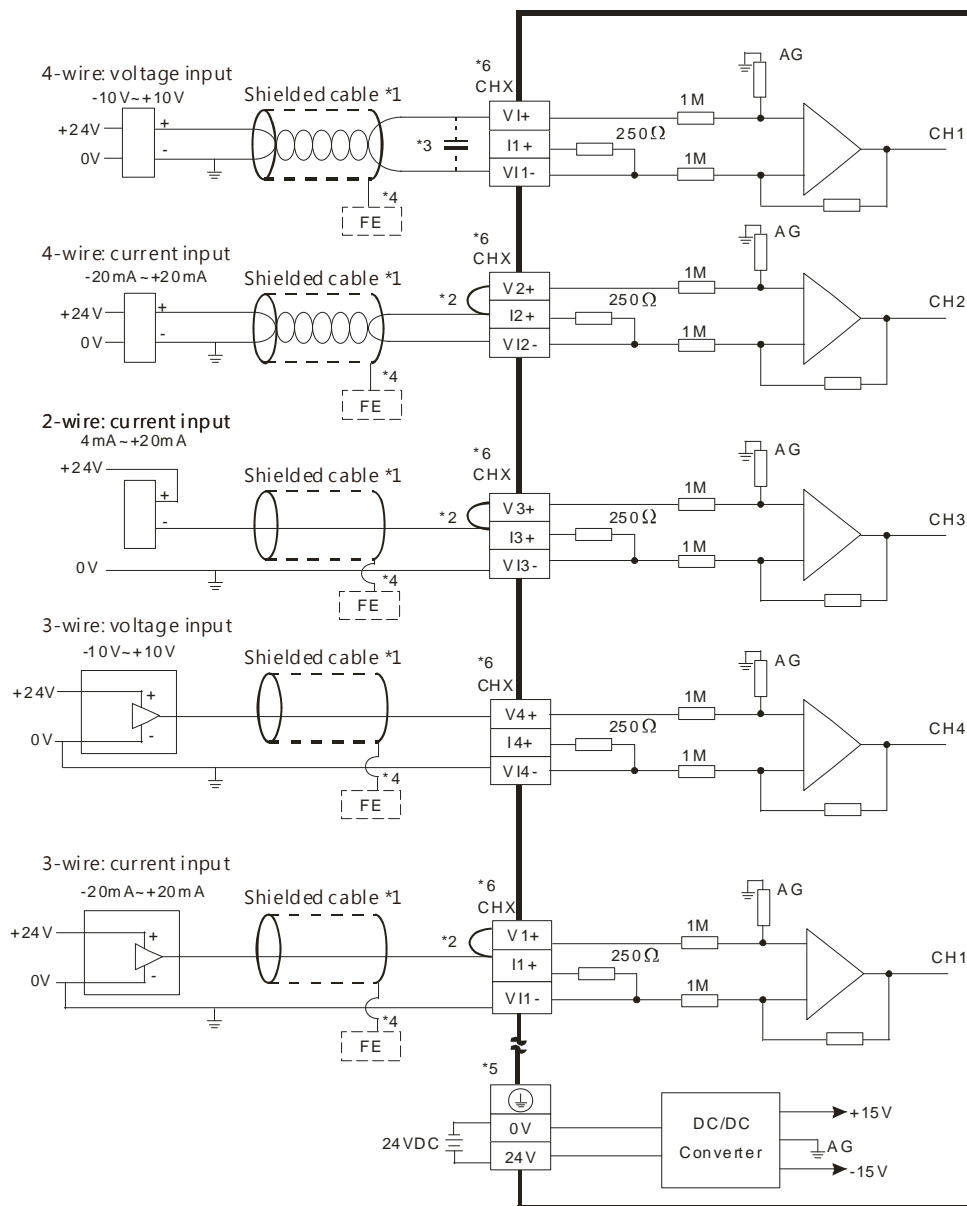 4-wire: voltage input
-10V~+10V
+24V
0V
+
-
Shielded cable *1
*3
*4
FE
*6
CHX
VI+
I1+
VI1-
250Ω
1M
1M
AG
CH1
4-wire: current input
-20mA~+20mA
+24V
0V
+
-
Shielded cable *1
*2
*4
FE
*6
CHX
V2+
I2+
VI2-
250Ω
1M
1M
AG
CH2
2-wire: current input
4mA~+20mA
+24V
+
-
0V
Shielded cable *1
*2
*4
FE
*6
CHX
V3+
I3+
VI3-
250Ω
1M
1M
AG
CH3
3-wire: voltage input
-10V~+10V
+24V
0V
+
-
Shielded cable *1
*4
FE
*6
CHX
V4+
I4+
VI4-
250Ω
1M
1M
AG
CH4
3-wire: current input
-20mA~+20mA
+24V
0V
+
-
Shielded cable *1
*2
*4
FE
*6
CHX
V1+
I1+
VI1-
250Ω
1M
1M
AG
CH1
*5
24VDC
0V
24V
DC/DC
Converter
+15V
AG
-15V